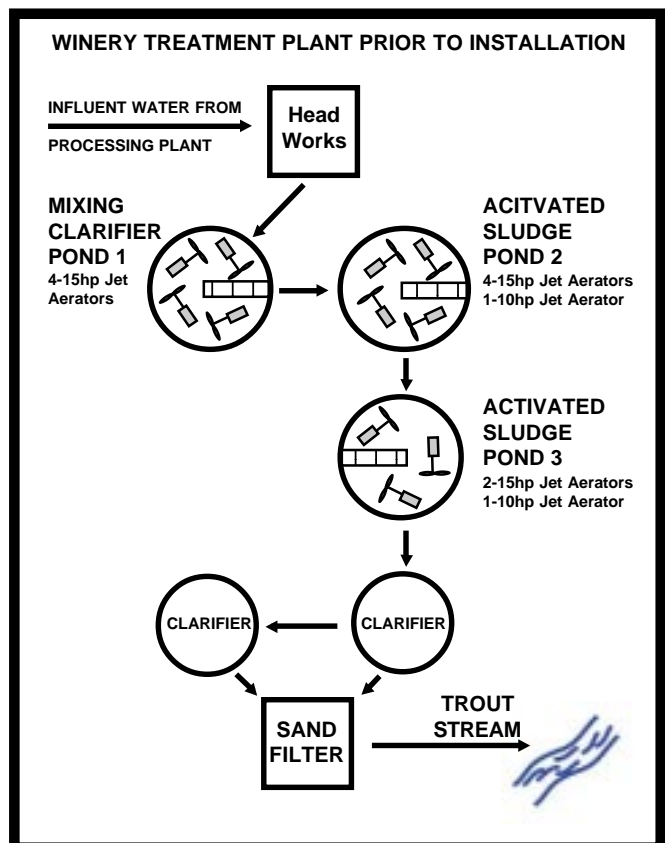 WINERY TREATMENT PLANT PRIOR TO INSTALLATION
INFLUENT WATER FROM
PROCESSING PLANT
Head
Works
MIXING
CLARIFIER
POND 1
4-15hp Jet
Aerators
ACITVATED
SLUDGE
POND 2
4-15hp Jet Aerators
1-10hp Jet Aerator
ACTIVATED
SLUDGE
POND 3
2-15hp Jet Aerators
1-10hp Jet Aerator
CLARIFIER
CLARIFIER
SAND
FILTER
TROUT
STREAM